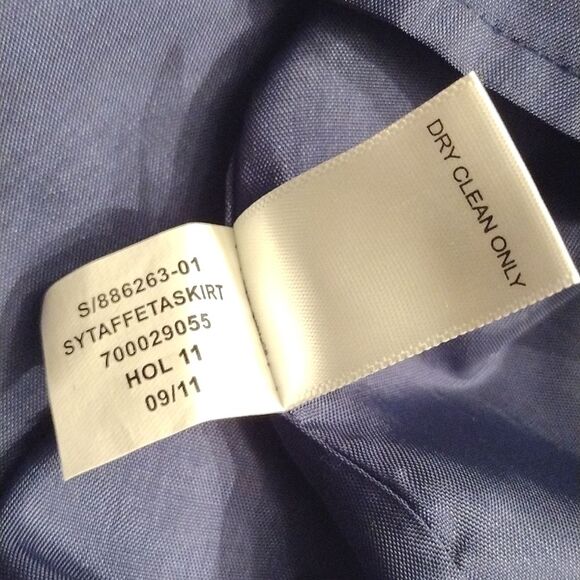 S/886263-01
SYTAFFETASKIRT
700029055
HOL 11
09/11
DRY CLEAN ONLY